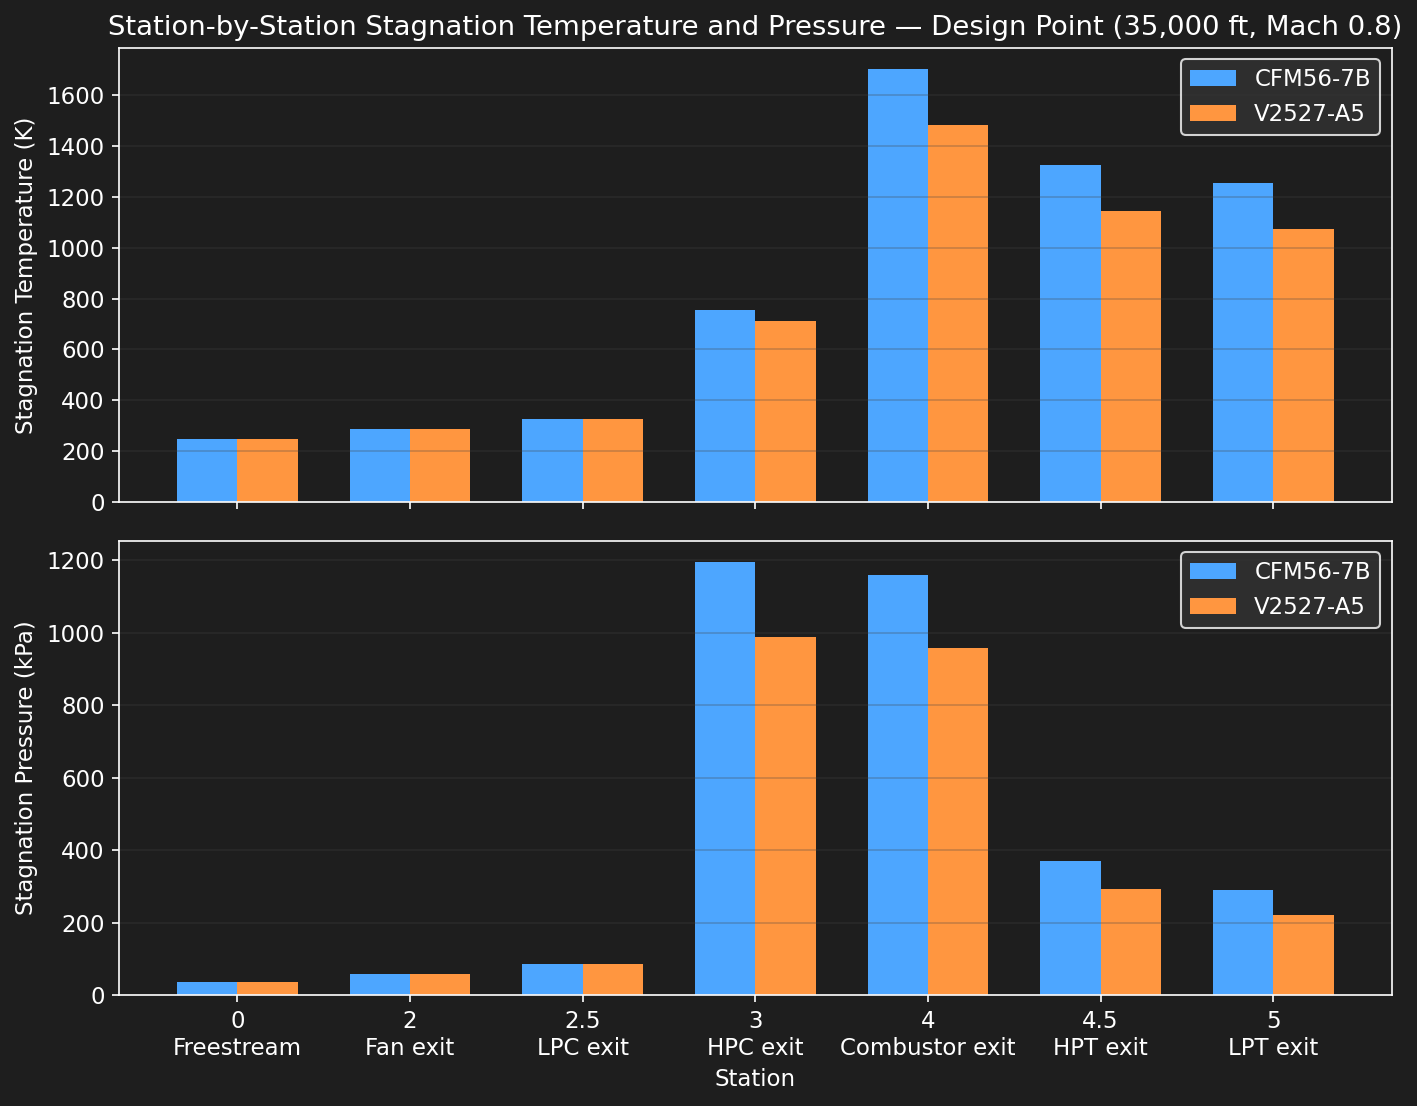 Station-by-Station Stagnation Temperature and Pressure — Design Point (35,000 ft, Mach 0.8)
Stagnation Temperature (K)
1600
1400
1200
1000
800
600
400
200
0
CFM56-7B
V2527-A5
Stagnation Pressure (kPa)
1200
1000
800
600
400
200
0
CFM56-7B
V2527-A5
0 2 2.5 3 4 4.5 5
Freestream Fan exit LPC exit HPC exit Combustor exit HPT exit LPT exit
Station